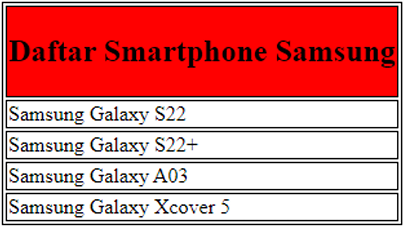 Daftar Smartphone Samsung
Samsung Galaxy S22
Samsung Galaxy S22+
Samsung Galaxy A03
Samsung Galaxy Xcover 5